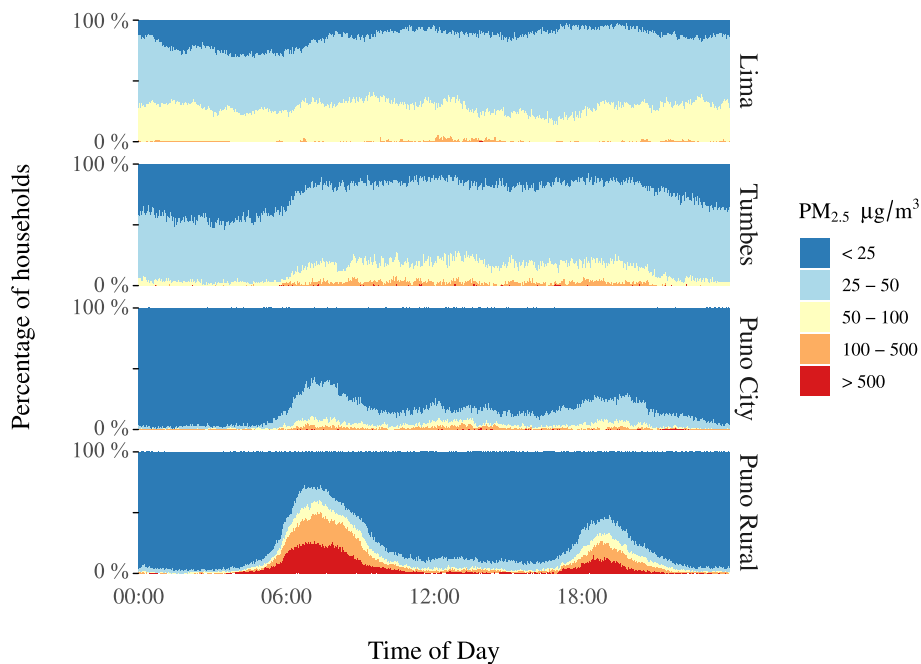 Percentage of households
100 %
0 %
Lima
100 %
0 %
Tumbes
100 %
0 %
Puno City
100 %
0 %
Puno Rural
00:00 06:00 12:00 18:00
Time of Day
PM2.5 μg/m³
< 25
25 – 50
50 – 100
100 – 500
> 500